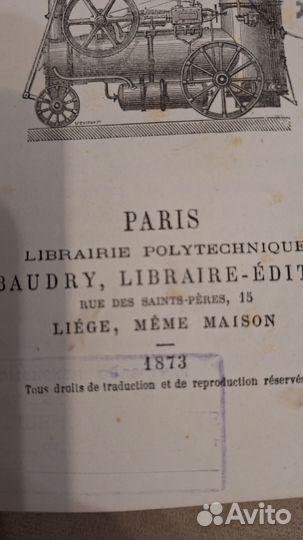 PARIS
LIBRAIRIE POLYTECHNIQUE
BAUDRY, LIBRAIRE-ÉDIT
RUE DES SAINTS-PÈRES, 15
LIÉGE, MÊME MAISON
1873
Tous droits de traduction et de reproduction réservés
Avito